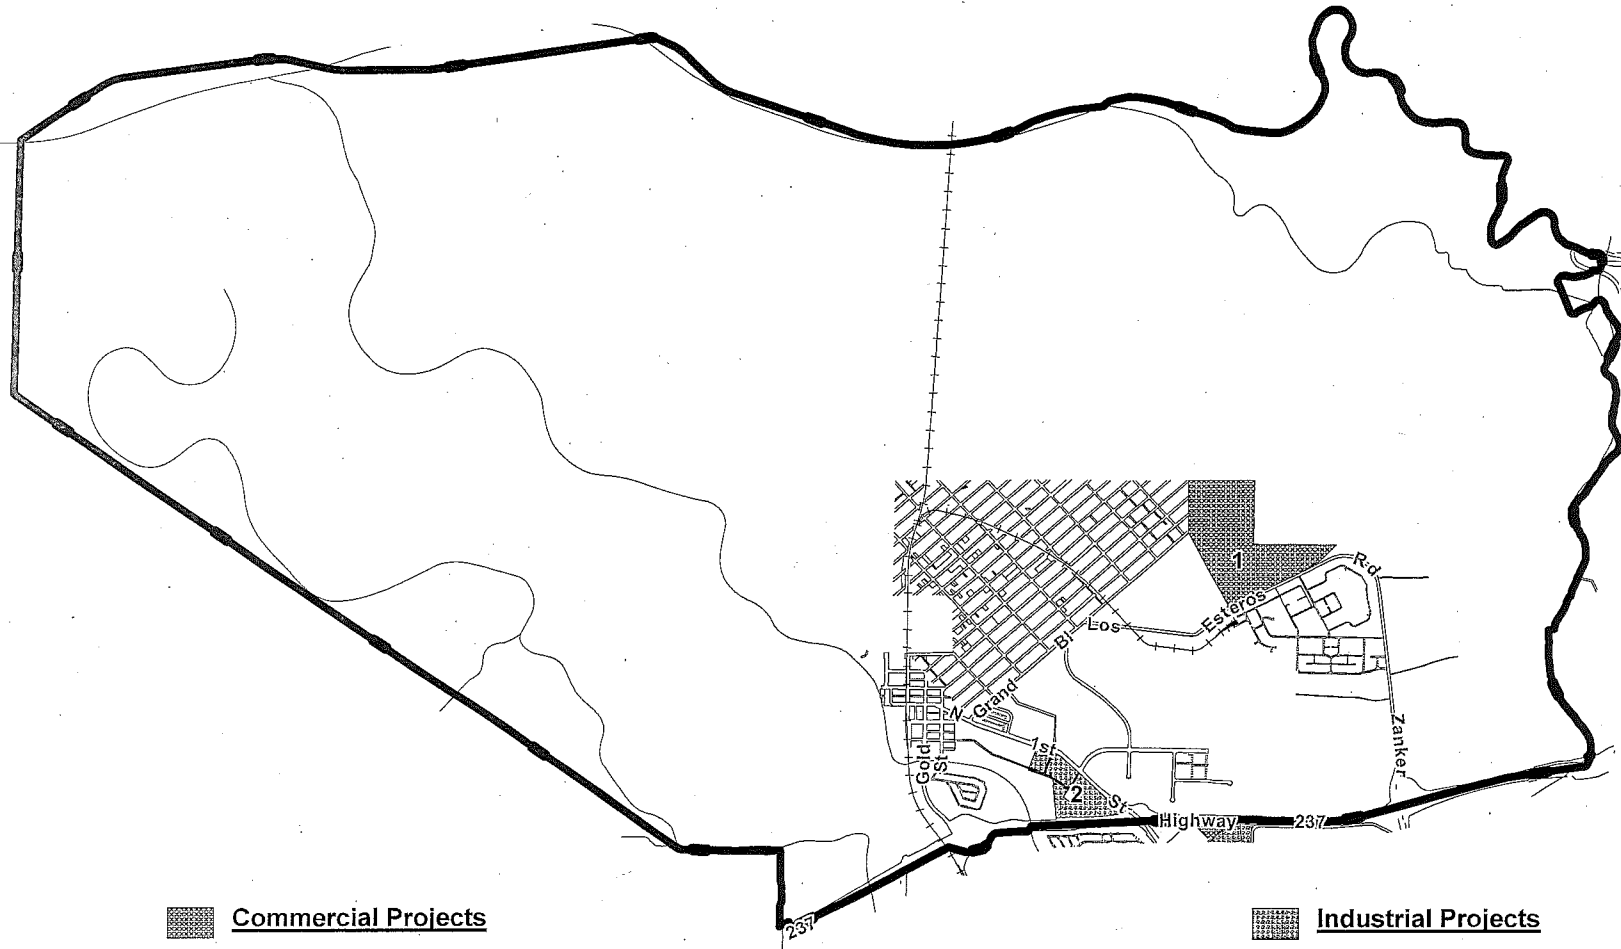 1
Rd
Esteros
Los
Bl
Grand
N
1st
Gold
St
Zanker
2
St
Highway
237
237
Commercial Projects
Industrial Projects